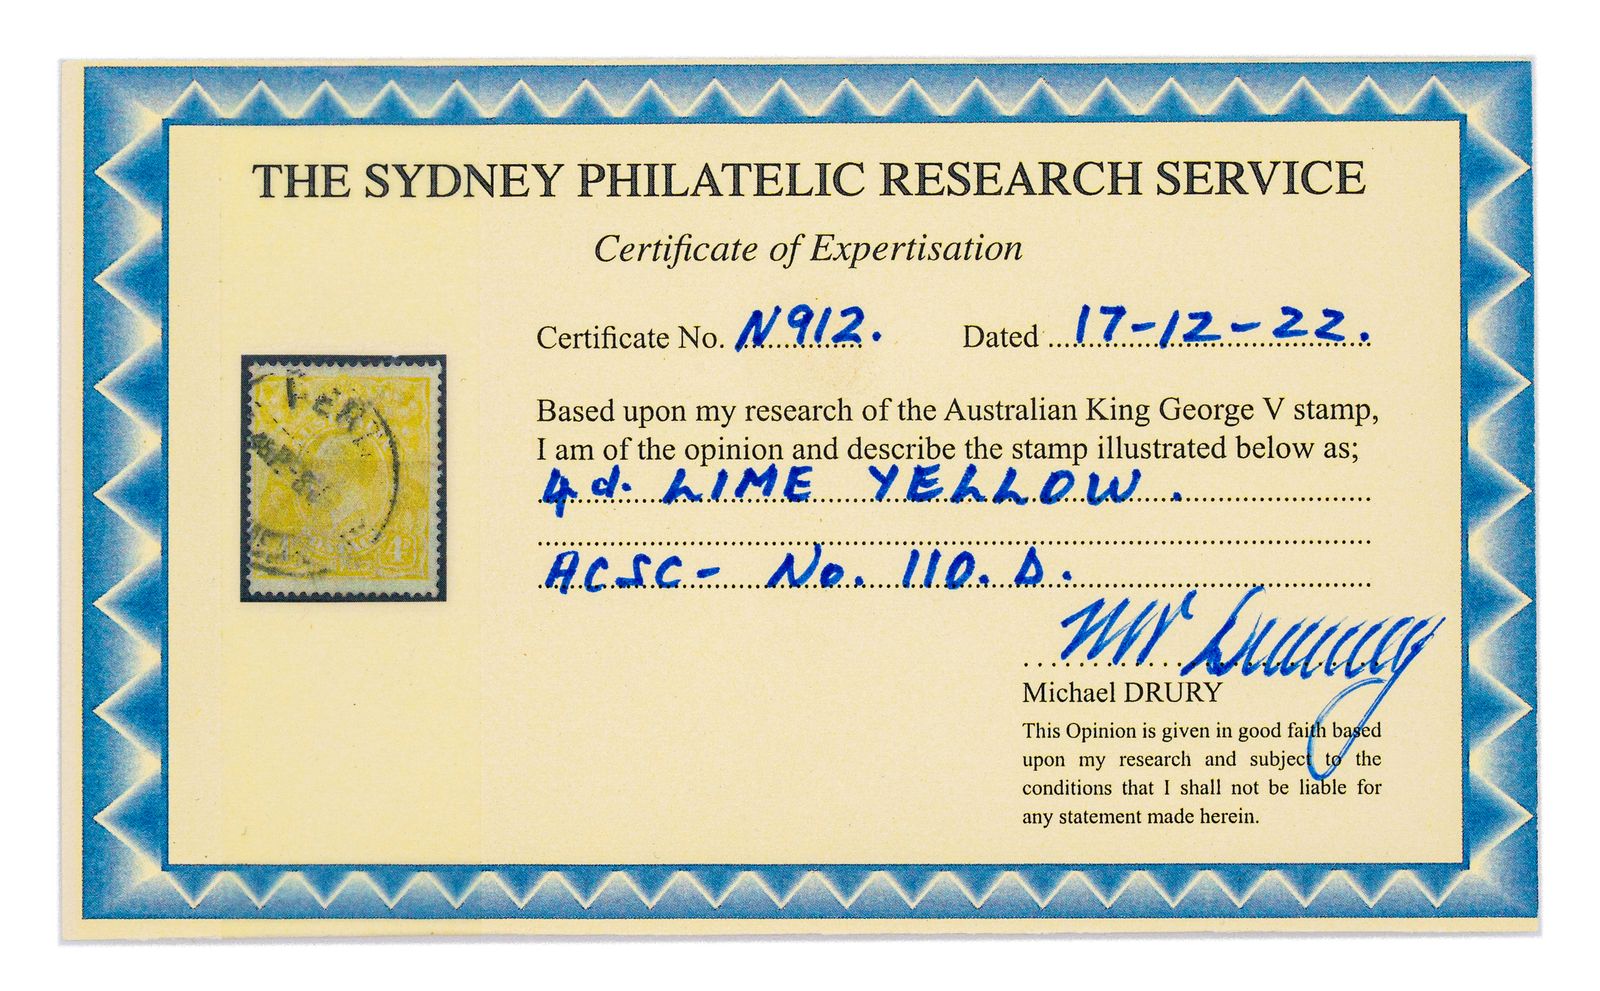 THE SYDNEY PHILATELIC RESEARCH SERVICE
Certificate of Expertisation
Certificate No. N912. Dated 17-12-22.
Based upon my research of the Australian King George V stamp,
I am of the opinion and describe the stamp illustrated below as;
4d. LIME YELLOW.
ACSC- No. 110. D.
Michael DRURY
This Opinion is given in good faith based
upon my research and subject to the
conditions that I shall not be liable for
any statement made herein.